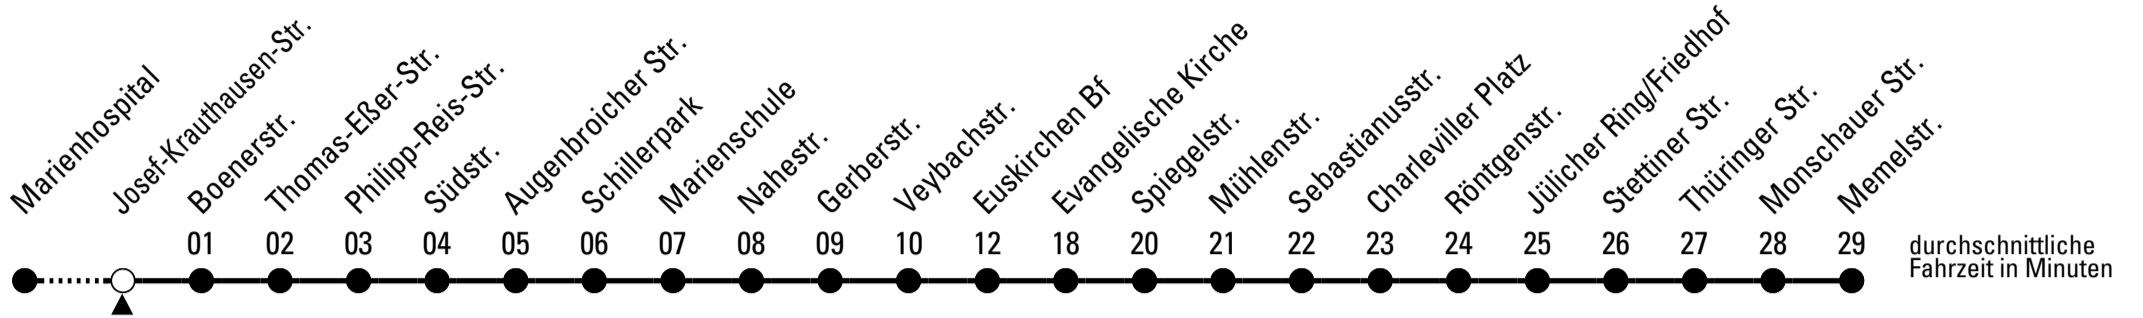 Marienhospital
Josef-Krauthausen-Str.
Boenerstr.
Thomas-Eßer-Str.
Philipp-Reis-Str.
Südstr.
Augenbroicher Str.
Schillerpark
Marienschule
Nahestr.
Gerberstr.
Veybachstr.
Euskirchen Bf
Evangelische Kirche
Spiegelstr.
Mühlenstr.
Sebastianusstr.
Charleviller Platz
Röntgenstr.
Jülicher Ring/Friedhof
Stettiner Str.
Thüringer Str.
Monschauer Str.
Memelstr.
01 02 03 04 05 06 07 08 09 10 12 18 20 21 22 23 24 25 26 27 28 29
durchschnittliche
Fahrzeit in Minuten